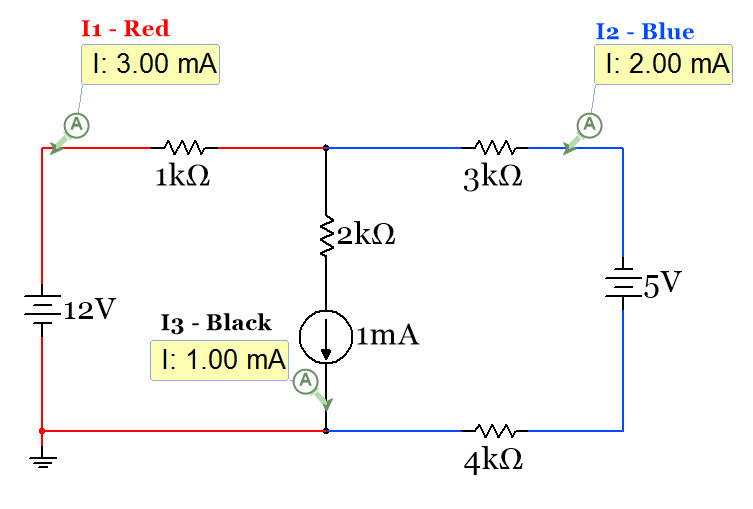 I1 - Red
I: 3.00 mA
A
I2 - Blue
I: 2.00 mA
A
1kΩ
3kΩ
2kΩ
12V
5V
I3 - Black
I: 1.00 mA
A
1mA
4kΩ